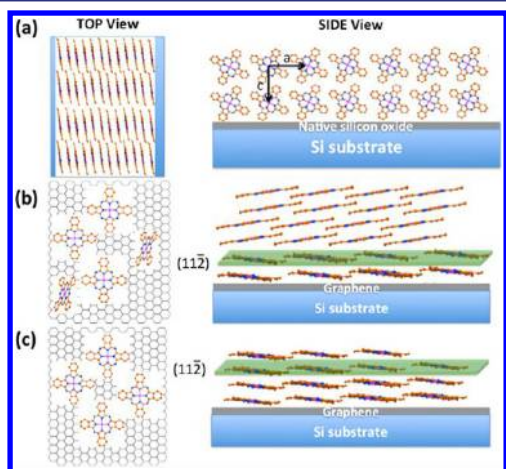 TOP View
SIDE View
(a)
a
c
Native silicon oxide
Si substrate
(b)
(112̄)
Graphene
Si substrate
(c)
(112̄)
Graphene
Si substrate